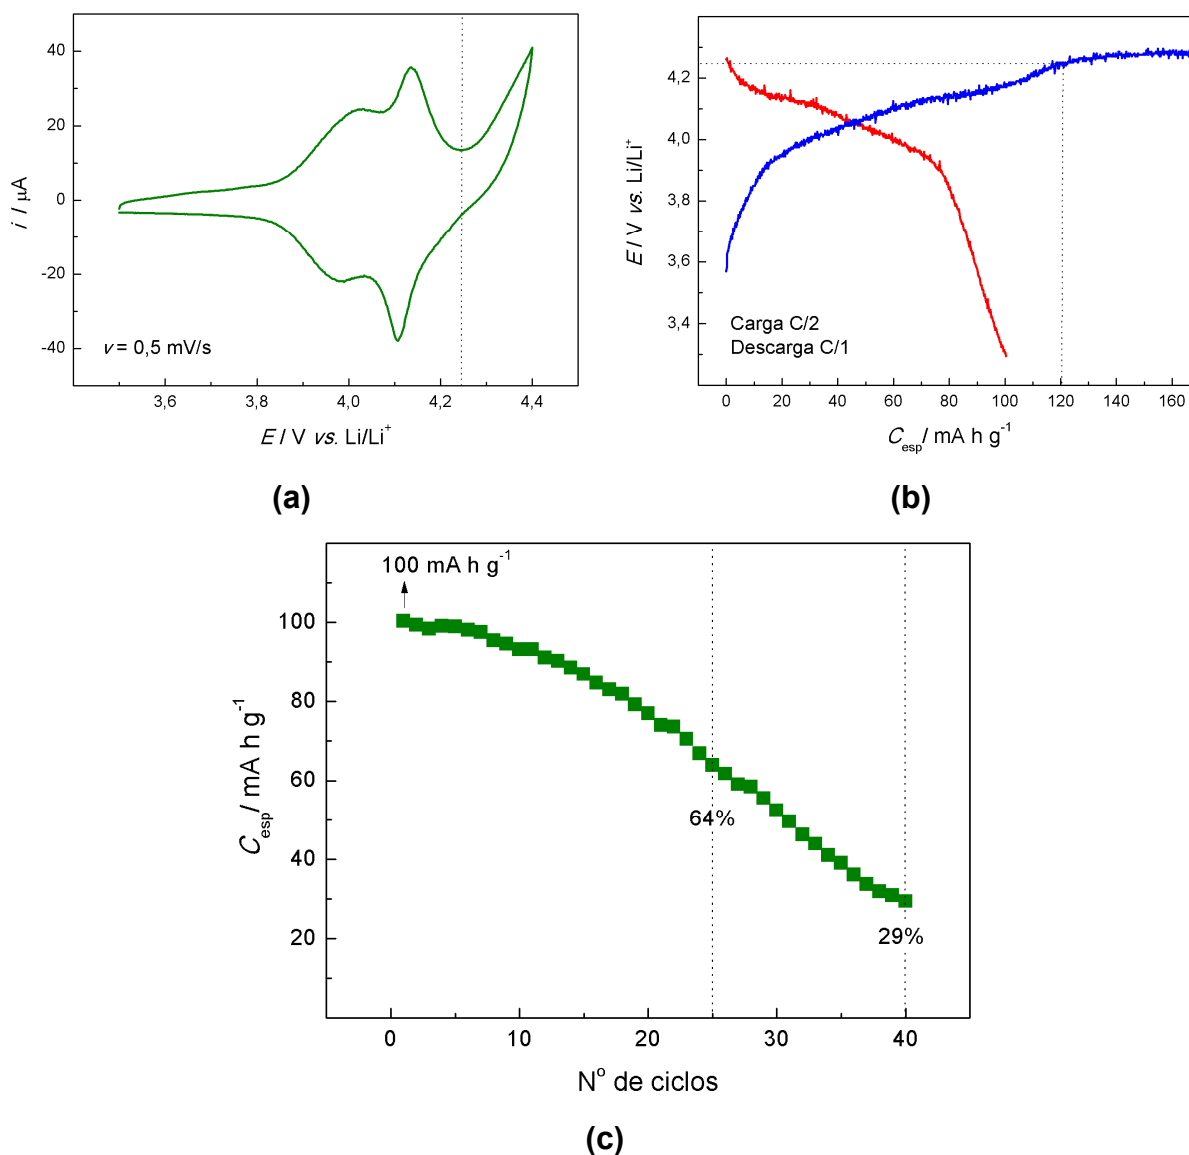 40
20
0
-20
-40
i / μA
ν = 0,5 mV/s
3,6
3,8
4,0
4,2
4,4
E / V vs. Li/Li⁺
(a)
4,2
4,0
3,8
3,6
3,4
E / V vs. Li/Li⁺
Carga C/2
Descarga C/1
0
20
40
60
80
100
120
140
160
C_esp/ mA h g⁻¹
(b)
100 mA h g⁻¹
100
80
60
40
20
C_esp/ mA h g⁻¹
64%
29%
0
10
20
30
40
Nº de ciclos
(c)